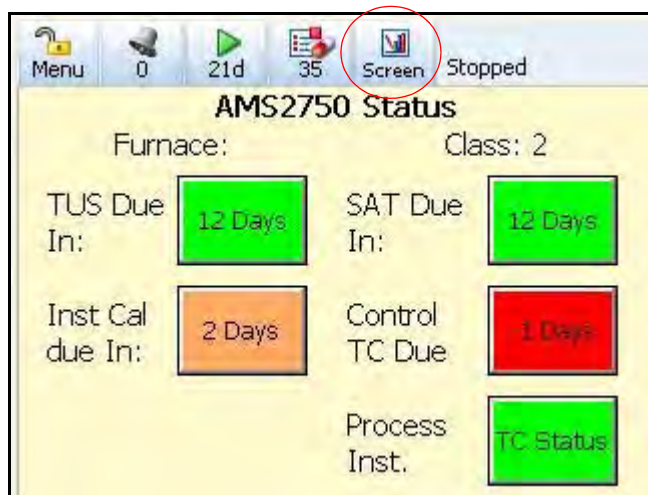 Menu 0 21d 35 Screen Stopped
AMS2750 Status
Furnace: Class: 2
TUS Due In: 12 Days SAT Due In: 12 Days
Inst Cal due In: 2 Days Control TC Due -1 Days
Process Inst. TC Status